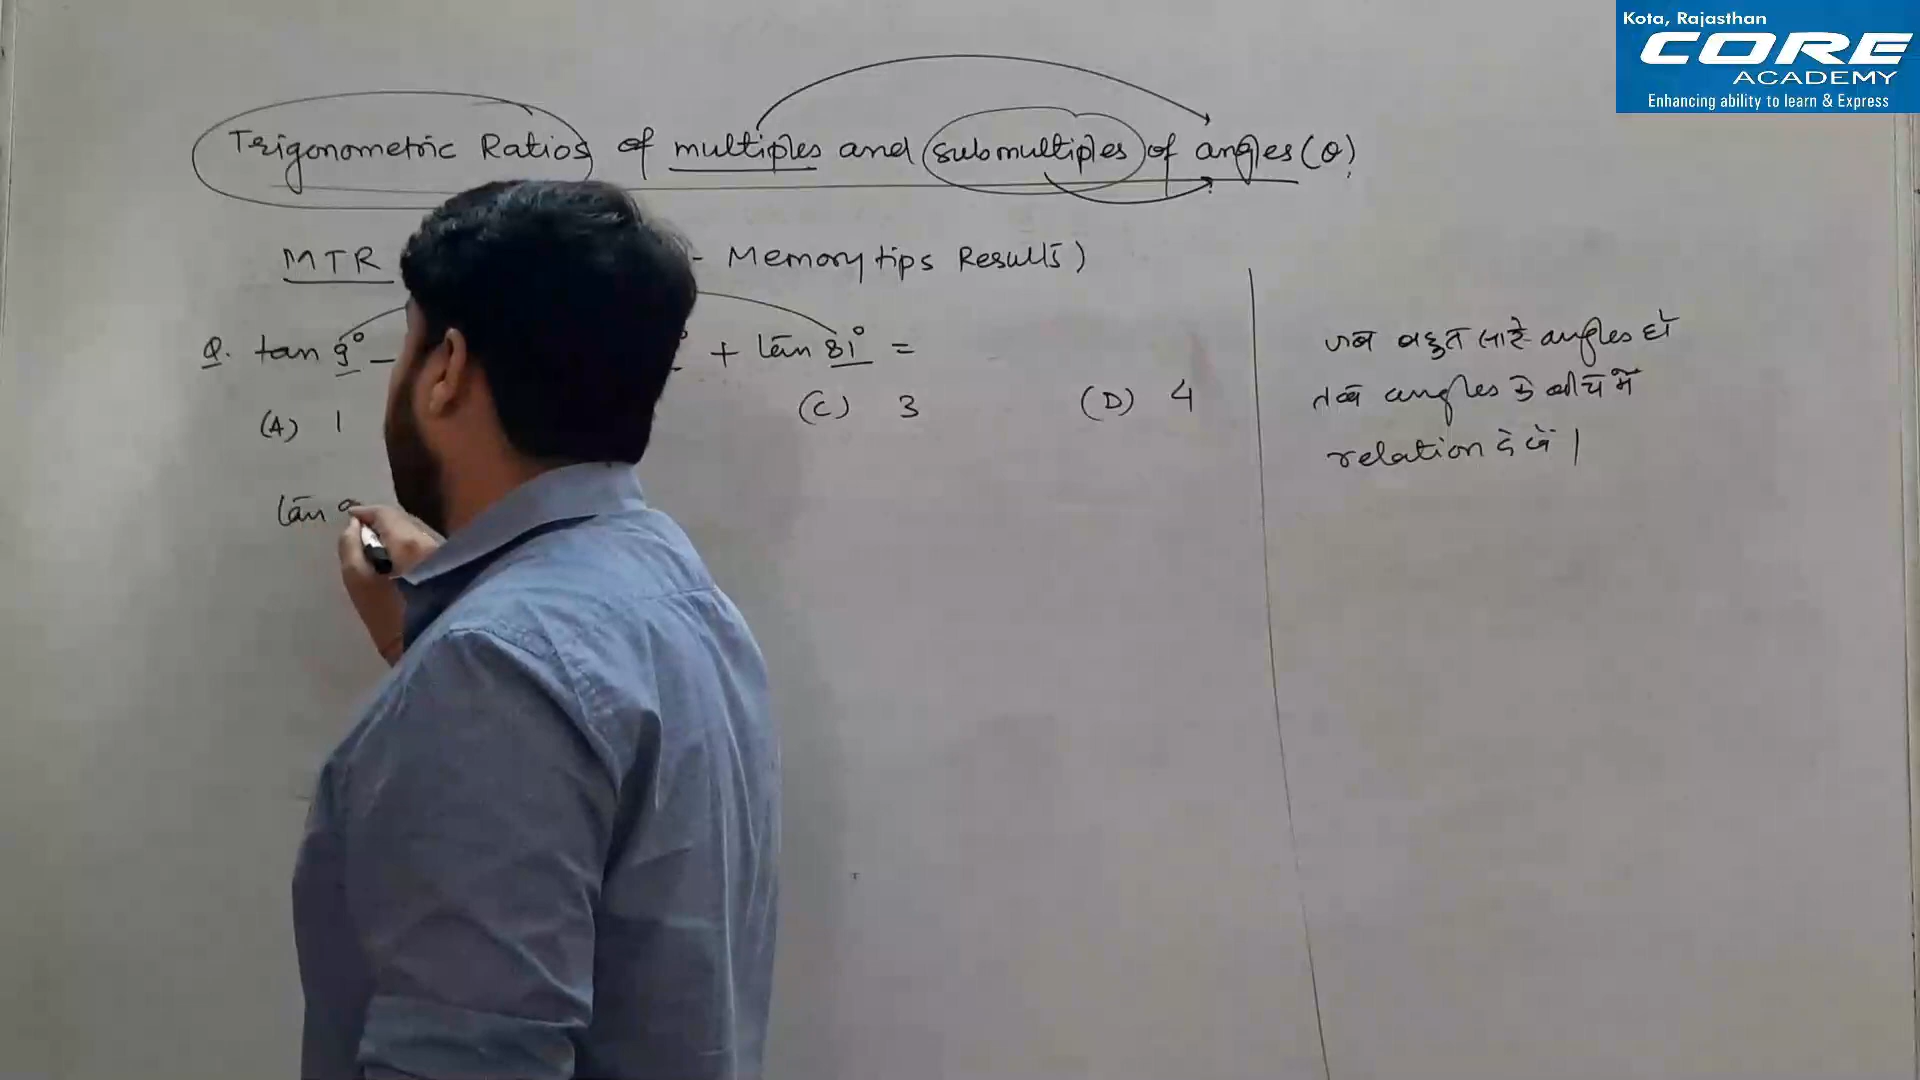 Kota, Rajasthan
CORE
ACADEMY
Enhancing ability to learn & Express
Trigonometric Ratios of multiples and submultiples of angles (θ)
MTR - Memory tips Results)
Q. tan 9° - ° + tan 81° =
(A) 1 (C) 3 (D) 4
tan 9
जब बहुत सारे angles हो
तब angles के बीच में
relation देखें।